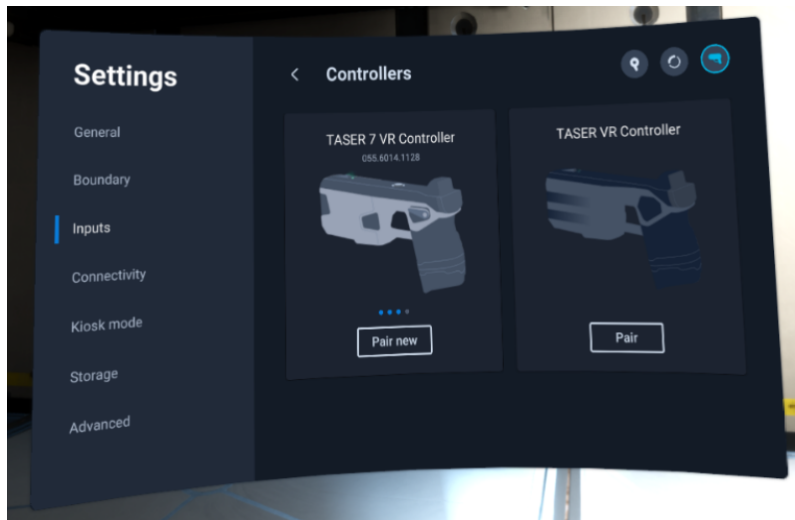 Settings
General
Boundary
Inputs
Connectivity
Kiosk mode
Storage
Advanced
Controllers
TASER 7 VR Controller
055.6014.1128
Pair new
TASER VR Controller
Pair